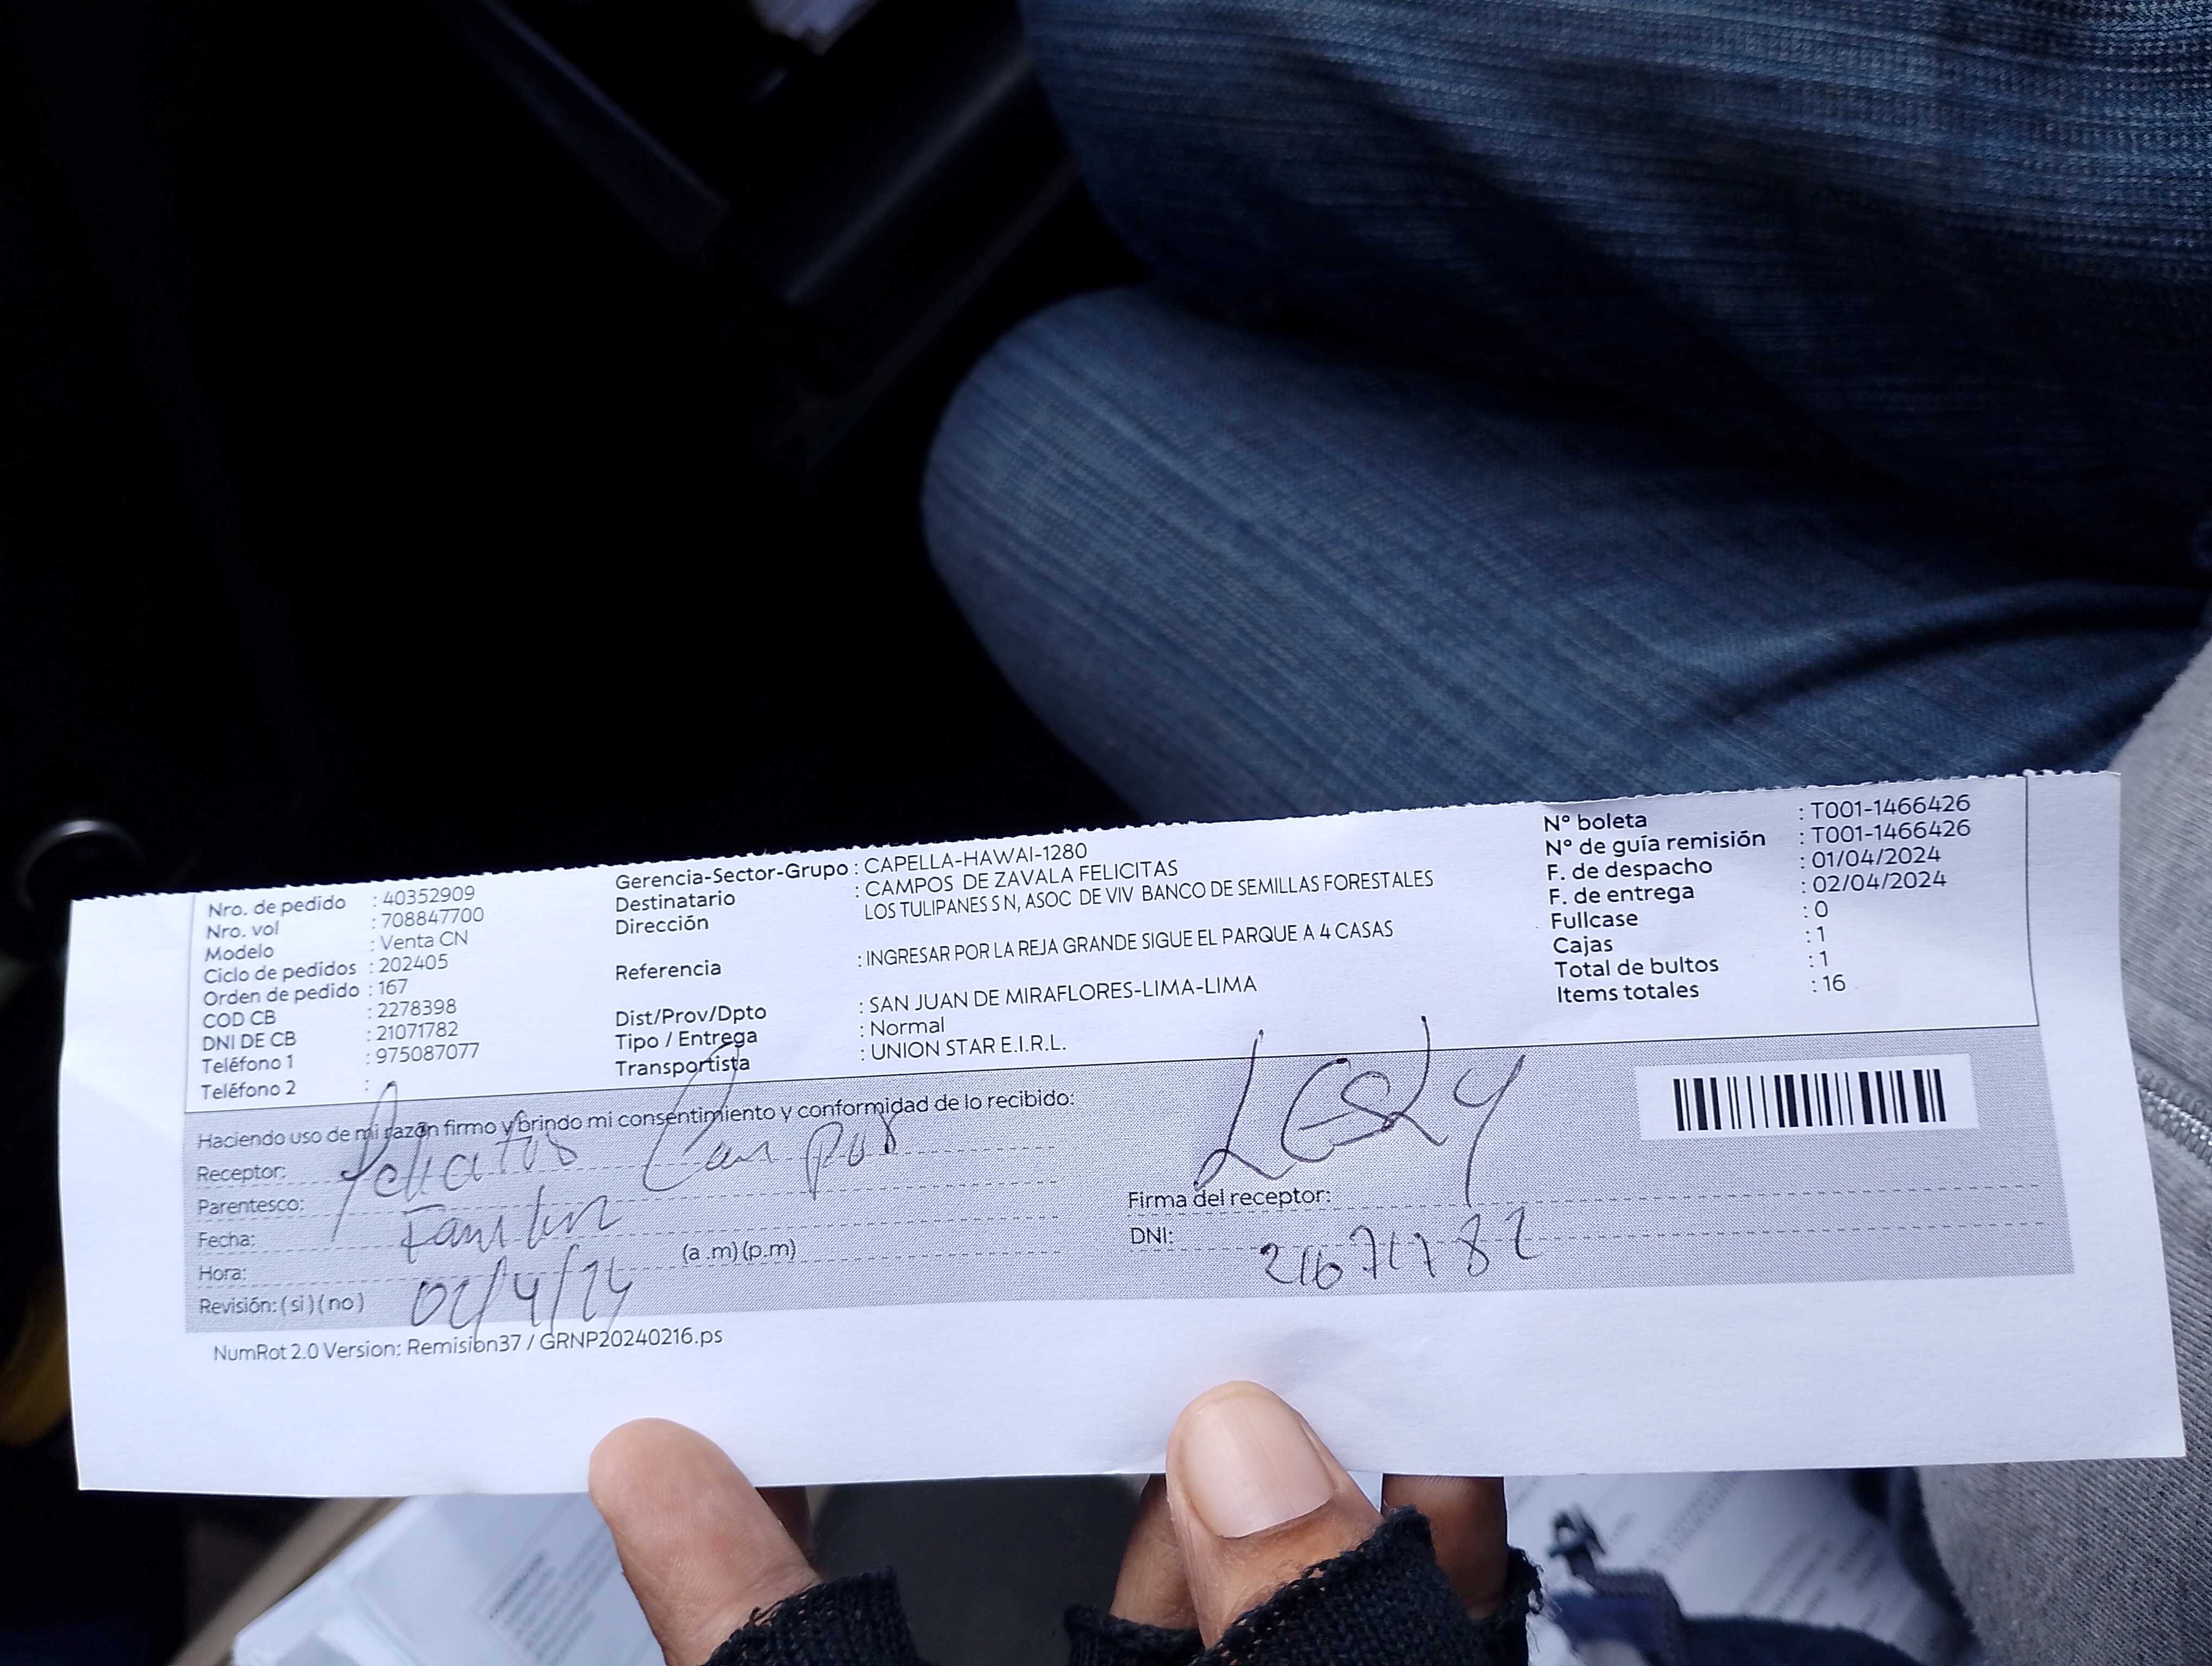 Nro. de pedido : 40352909
Nro. vol : 708847700
Modelo : Venta CN
Ciclo de pedidos : 202405
Orden de pedido : 167
COD CB : 2278398
DNI DE CB : 21071782
Teléfono 1 : 975087077
Teléfono 2 :
Gerencia-Sector-Grupo : CAPELLA-HAWAI-1280
Destinatario : CAMPOS DE ZAVALA FELICITAS
Dirección LOS TULIPANES S N, ASOC DE VIV BANCO DE SEMILLAS FORESTALES
Referencia : INGRESAR POR LA REJA GRANDE SIGUE EL PARQUE A 4 CASAS
Dist/Prov/Dpto : SAN JUAN DE MIRAFLORES-LIMA-LIMA
Tipo / Entrega : Normal
Transportista : UNION STAR E.I.R.L.
N° boleta : T001-1466426
N° de guía remisión : T001-1466426
F. de despacho : 01/04/2024
F. de entrega : 02/04/2024
Fullcase : 0
Cajas : 1
Total de bultos : 1
Items totales : 16
Haciendo uso de mi razón firmo y brindo mi consentimiento y conformidad de lo recibido:
Receptor: Campos
Parentesco:
Fecha:
Hora: (a.m) (p.m)
Revisión: ( si ) ( no )
LESLY
Firma del receptor:
DNI:
NumRot 2.0 Version: Remision37 / GRNP20240216.ps